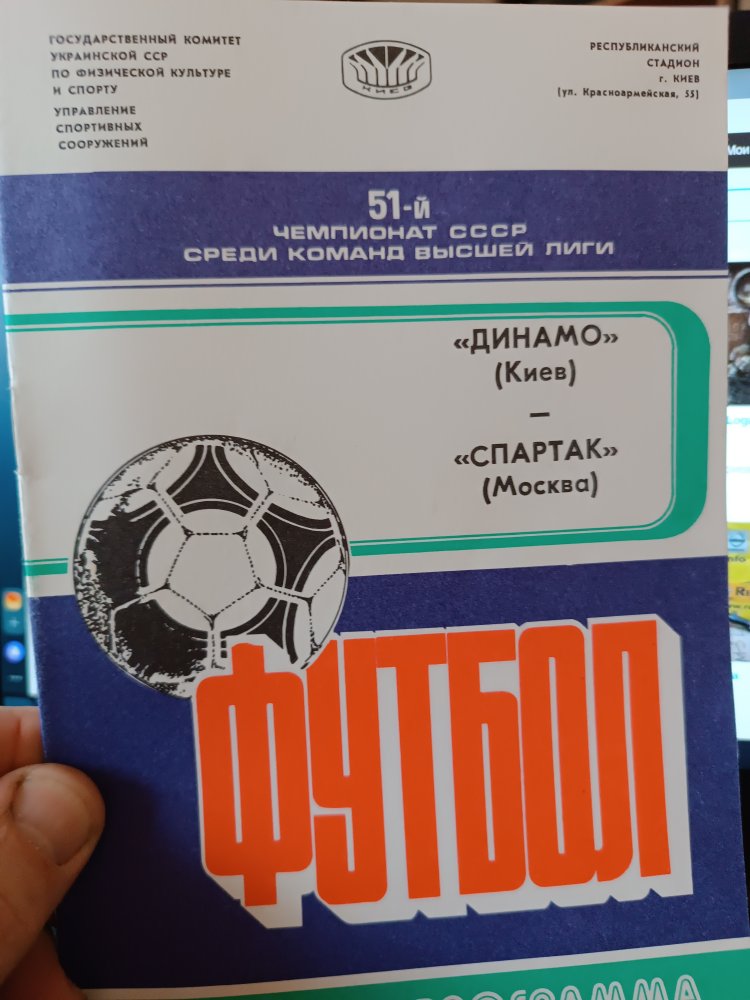 ГОСУДАРСТВЕННЫЙ КОМИТЕТ
УКРАИНСКОЙ ССР
ПО ФИЗИЧЕСКОЙ КУЛЬТУРЕ
И СПОРТУ
УПРАВЛЕНИЕ
СПОРТИВНЫХ
СООРУЖЕНИЙ
КИЕВ
РЕСПУБЛИКАНСКИЙ
СТАДИОН
г. КИЕВ
(ул. Красноармейская, 55)
51-й
ЧЕМПИОНАТ СССР
СРЕДИ КОМАНД ВЫСШЕЙ ЛИГИ
«ДИНАМО»
(Киев)
—
«СПАРТАК»
(Москва)
ФУТБОЛ
Мои